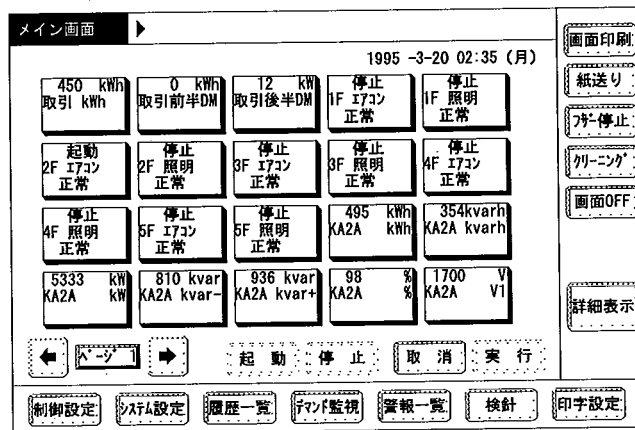 メイン画面
1995 -3-20 02:35 (月)
450 kWh
取引 kWh
0 kWh
取引前半DM
12 kW
取引後半DM
停止
1F ｴｱｺﾝ
正常
停止
1F 照明
正常
起動
2F ｴｱｺﾝ
正常
停止
2F 照明
正常
停止
3F ｴｱｺﾝ
正常
停止
3F 照明
正常
停止
4F ｴｱｺﾝ
正常
停止
4F 照明
正常
停止
5F ｴｱｺﾝ
正常
停止
5F 照明
正常
495 kWh
KA2A kWh
354kvarh
KA2A kvarh
5333 kW
KA2A kW
810 kvar
KA2A kvar-
936 kvar
KA2A kvar+
98 %
KA2A %
1700 V
KA2A V1
ﾍﾟｰｼﾞ 1
起 動
停 止
取 消
実 行
画面印刷
紙送り
ﾌﾞｻﾞｰ停止
ｸﾘｰﾆﾝｸﾞ
画面OFF
詳細表示
制御設定
ｼｽﾃﾑ設定
履歴一覧
ﾃﾞﾏﾝﾄﾞ監視
警報一覧
検針
印字設定